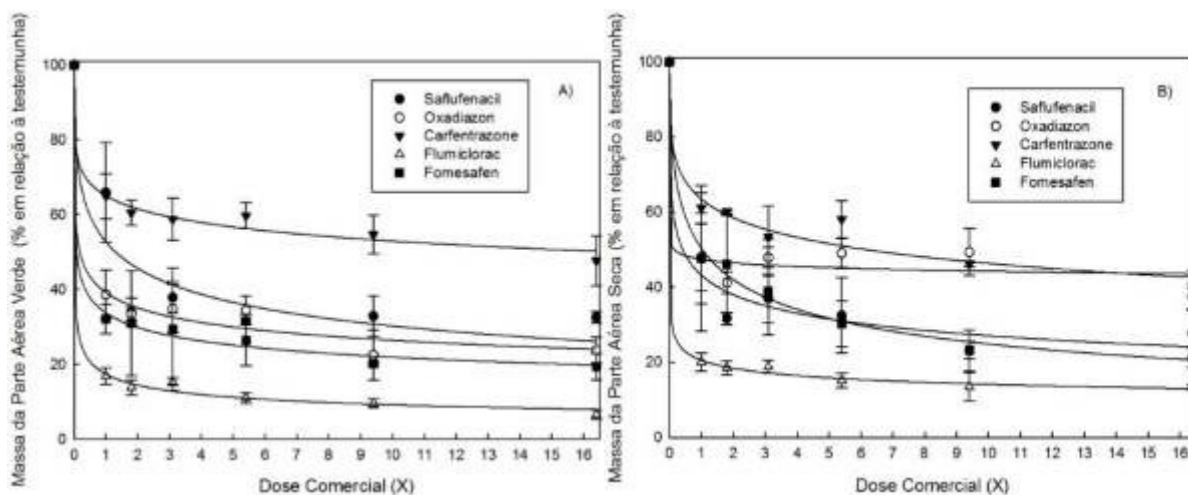 Massa da Parte Aérea Verde (% em relação à testemunha)
100
80
60
40
20
0
A)
Saflufenacil
Oxadiazon
Carfentrazone
Flumiclorac
Fomesafen
0 1 2 3 4 5 6 7 8 9 10 11 12 13 14 15 16
Dose Comercial (X)
Massa da Parte Aérea Seca (% em relação à testemunha)
100
80
60
40
20
0
B)
Saflufenacil
Oxadiazon
Carfentrazone
Flumiclorac
Fomesafen
0 1 2 3 4 5 6 7 8 9 10 11 12 13 14 15 16
Dose Comercial (X)